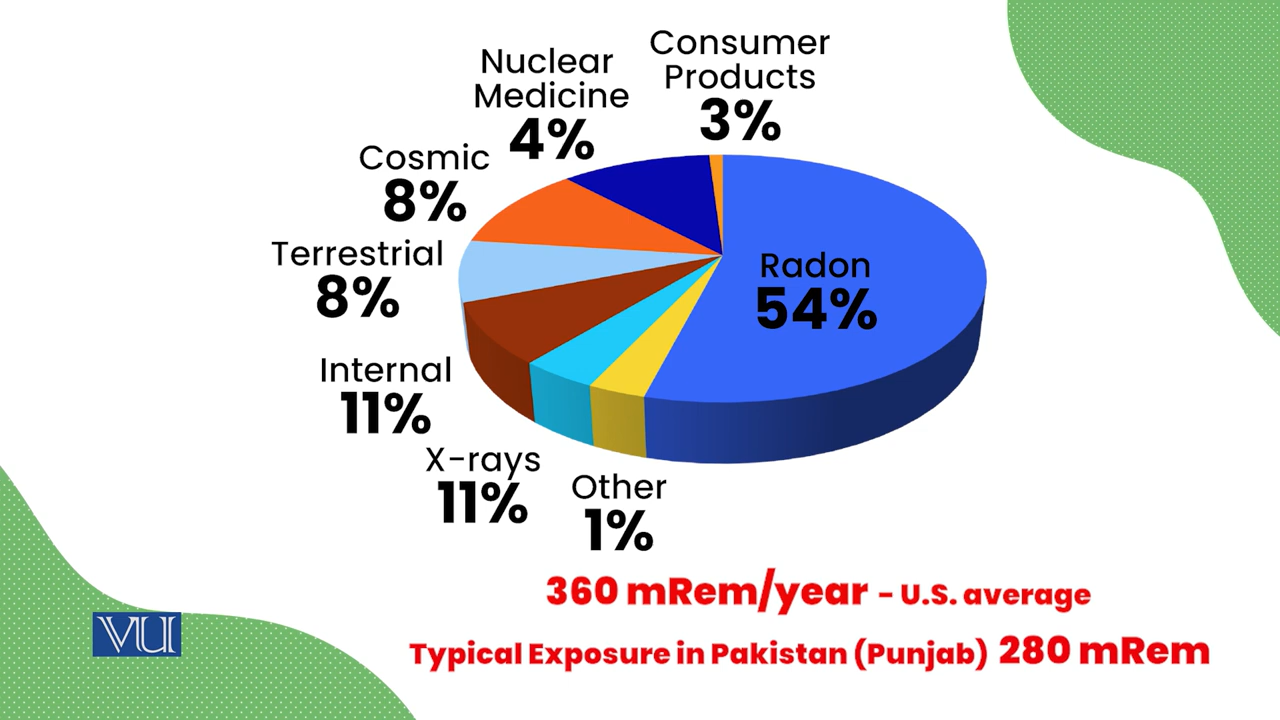 Consumer
Products
3%
Nuclear
Medicine
4%
Cosmic
8%
Terrestrial
8%
Radon
54%
Internal
11%
X-rays
11%
Other
1%
360 mRem/year - U.S. average
Typical Exposure in Pakistan (Punjab) 280 mRem
VU